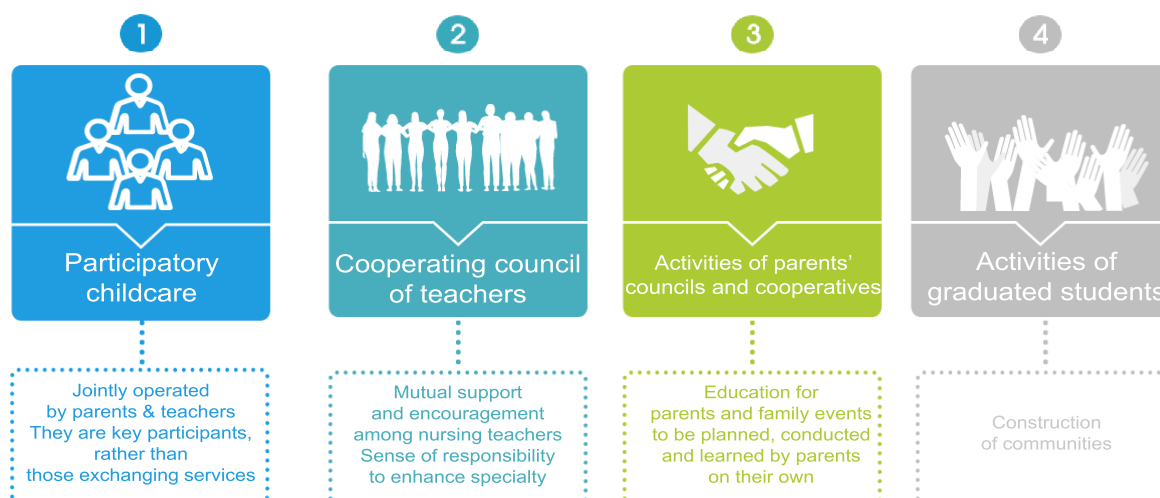 1
Participatory
childcare
Jointly operated
by parents & teachers
They are key participants,
rather than
those exchanging services
2
Cooperating council
of teachers
Mutual support
and encouragement
among nursing teachers
Sense of responsibility
to enhance specialty
3
Activities of parents’
councils and cooperatives
Education for
parents and family events
to be planned, conducted
and learned by parents
on their own
4
Activities of
graduated students
Construction
of communities